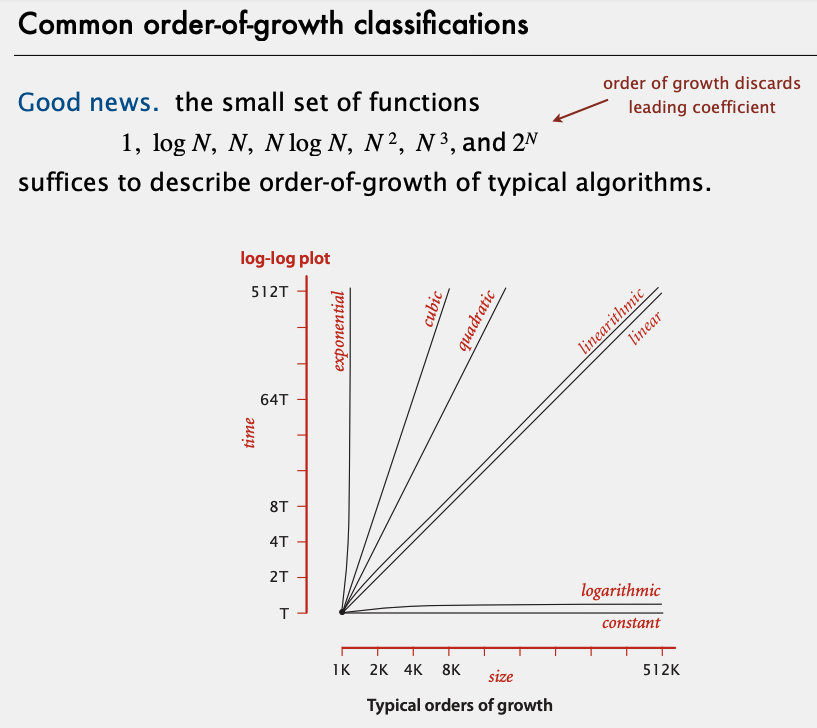 Common order-of-growth classifications
order of growth discards
leading coefficient
Good news. the small set of functions
1, log N, N, N log N, N², N³, and 2ᴺ
suffices to describe order-of-growth of typical algorithms.
log-log plot
512T
64T
8T
4T
2T
T
time
exponential
cubic
quadratic
linearithmic
linear
logarithmic
constant
1K 2K 4K 8K 512K
size
Typical orders of growth